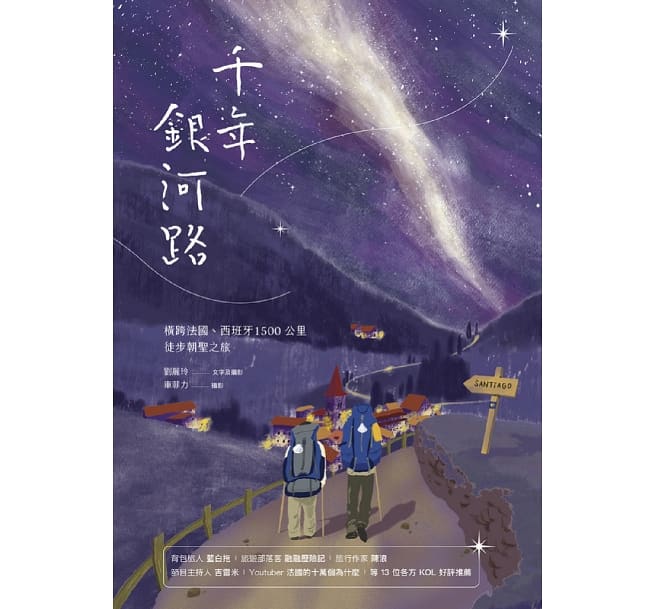 千年
銀河路
橫跨法國、西班牙1500 公里
徒步朝聖之旅
劉麗玲 —— 文字及攝影
車菲力 —— 攝影
SANTIAGO
背包旅人 藍白拖 | 旅遊部落客 融融歷險記 | 旅行作家 陳浪
節目主持人 吉雷米 | Youtuber 法國的十萬個為什麼 | 等 13 位各方 KOL 好評推薦